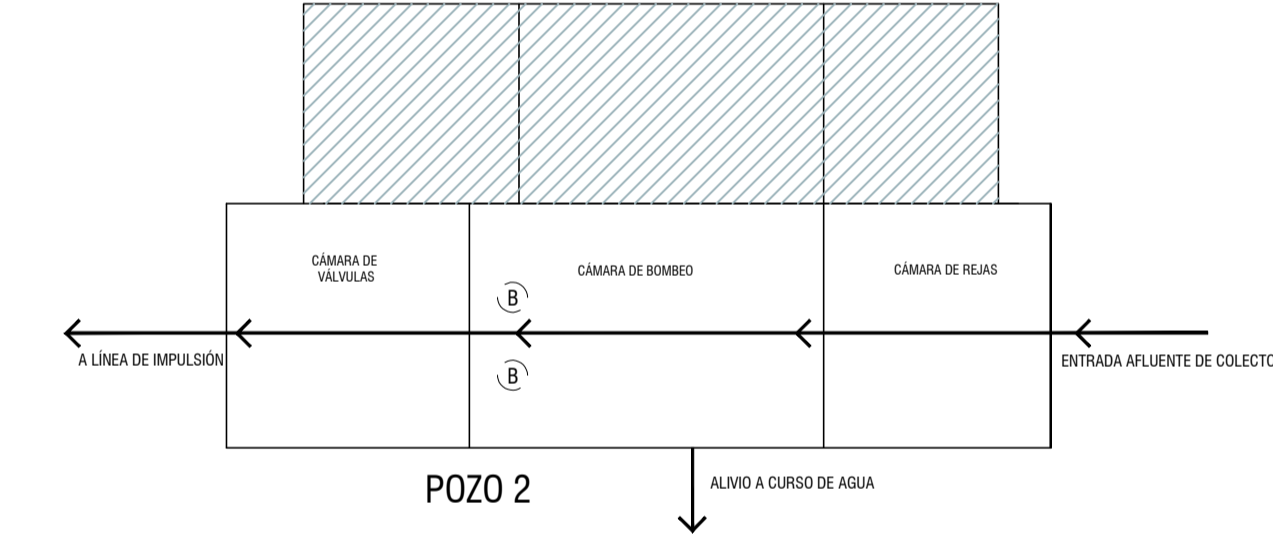 CÁMARA DE
VÁLVULAS
CÁMARA DE BOMBEO
CÁMARA DE REJAS
B
A LÍNEA DE IMPULSIÓN
B
ENTRADA AFLUENTE DE COLECTO
POZO 2
ALIVIO A CURSO DE AGUA